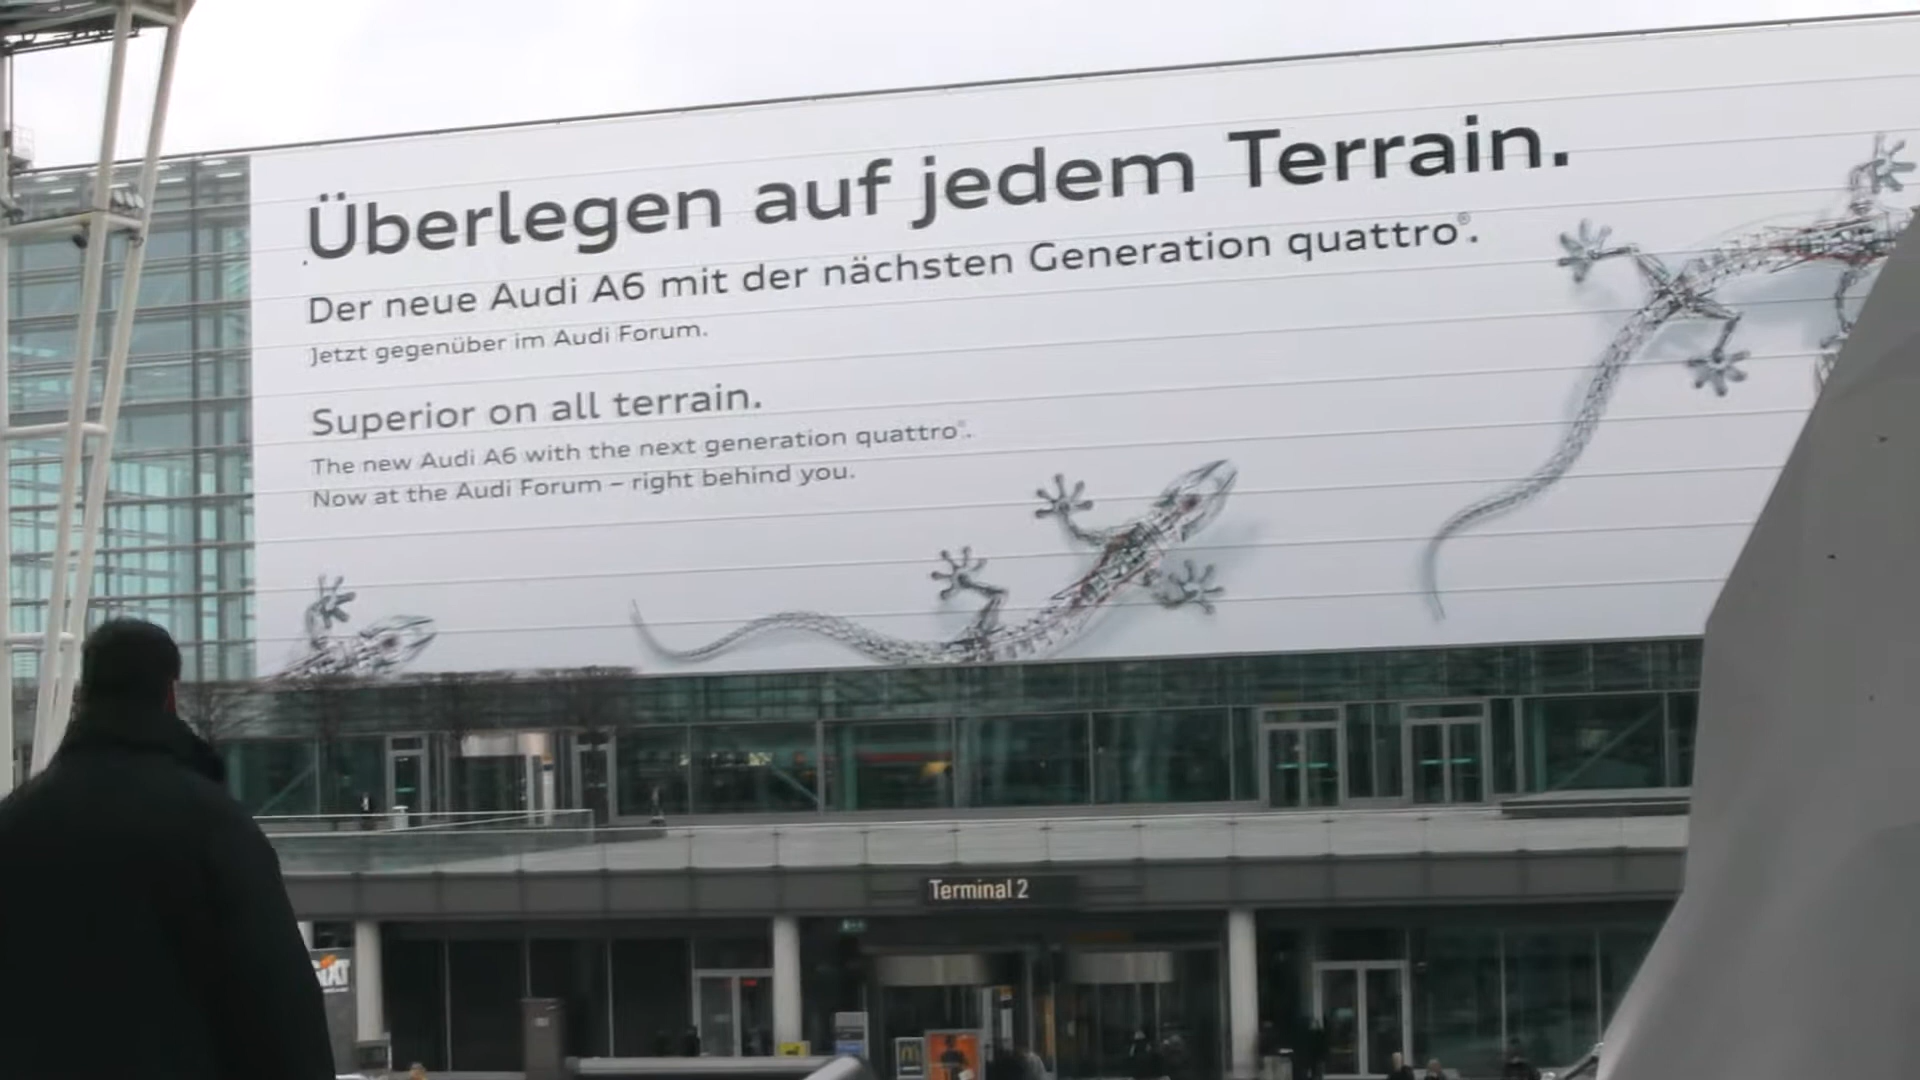 Überlegen auf jedem Terrain.
Der neue Audi A6 mit der nächsten Generation quattro®.
Jetzt gegenüber im Audi Forum.
Superior on all terrain.
The new Audi A6 with the next generation quattro®.
Now at the Audi Forum – right behind you.
Terminal 2
SIXT